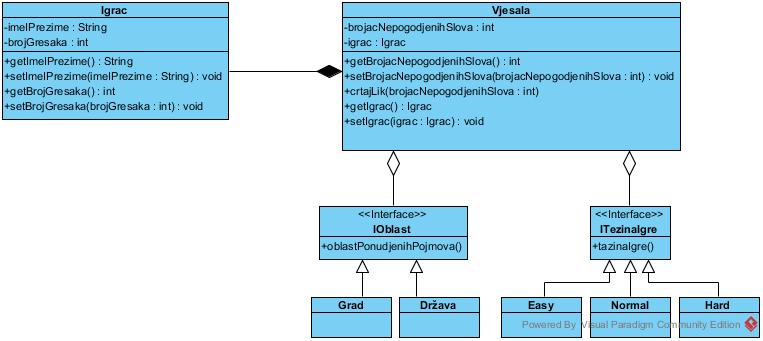 Igrac
-imeIPrezime : String
-brojGresaka : int
+getImeIPrezime() : String
+setImeIPrezime(imeIPrezime : String) : void
+getBrojGresaka() : int
+setBrojGresaka(brojGresaka : int) : void
Vjesala
-brojacNepogodjenihSlova : int
-igrac : Igrac
+getBrojacNepogodjenihSlova() : int
+setBrojacNepogodjenihSlova(brojacNepogodjenihSlova : int) : void
+crtajLik(brojacNepogodjenihSlova : int)
+getIgrac() : Igrac
+setIgrac(igrac : Igrac) : void
<<Interface>>
IOblast
+oblastPonudjenihPojmova()
<<Interface>>
ITezinaIgre
+tazinaIgre()
Grad
Država
Easy
Normal
Hard
Powered By Visual Paradigm Community Edition